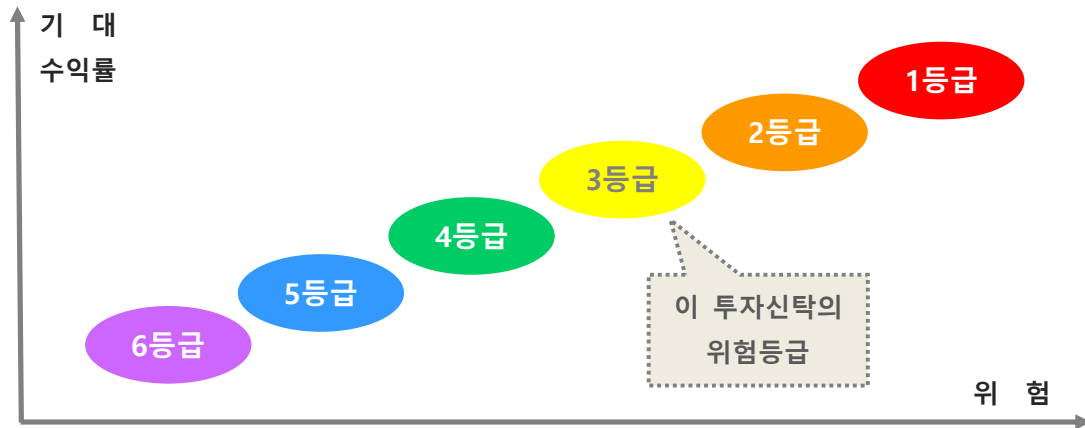 기 대
수익률
1등급
2등급
3등급
4등급
5등급
6등급
이 투자신탁의
위험등급
위 험